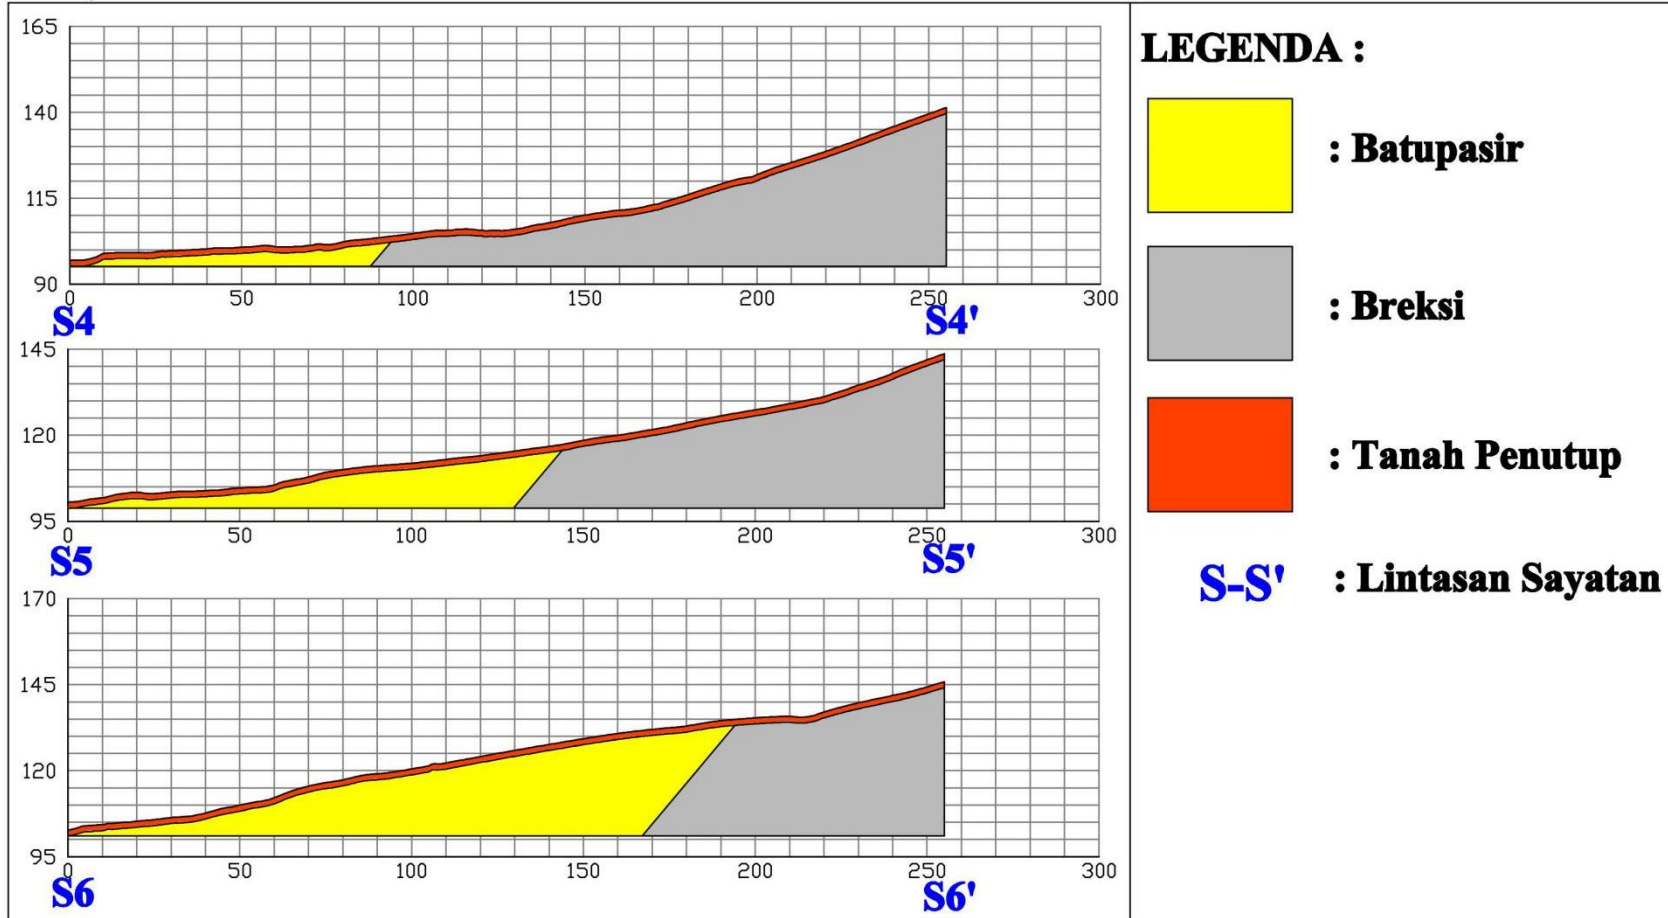 165
140
115
90
0 50 100 150 200 250 300
S4 S4'
145
120
95
0 50 100 150 200 250 300
S5 S5'
170
145
120
95
0 50 100 150 200 250 300
S6 S6'
LEGENDA :
: Batupasir
: Breksi
: Tanah Penutup
S-S' : Lintasan Sayatan